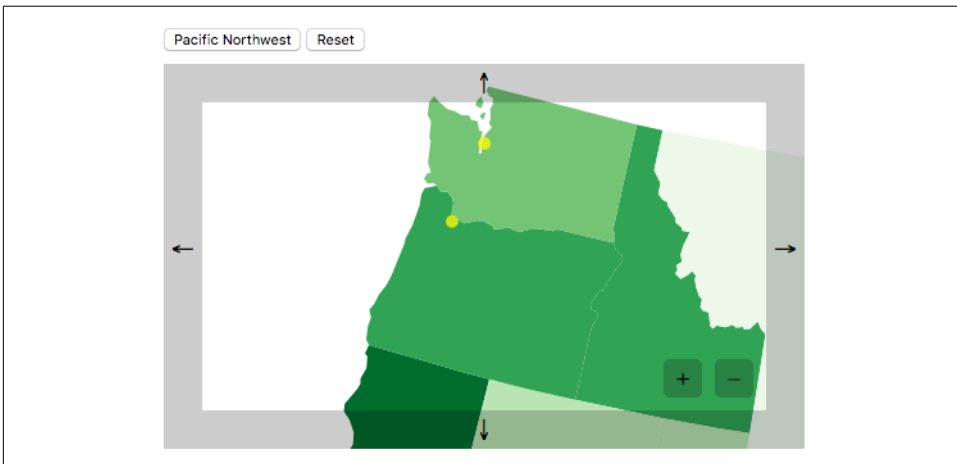 Pacific Northwest Reset
↑
← →
+ −
↓